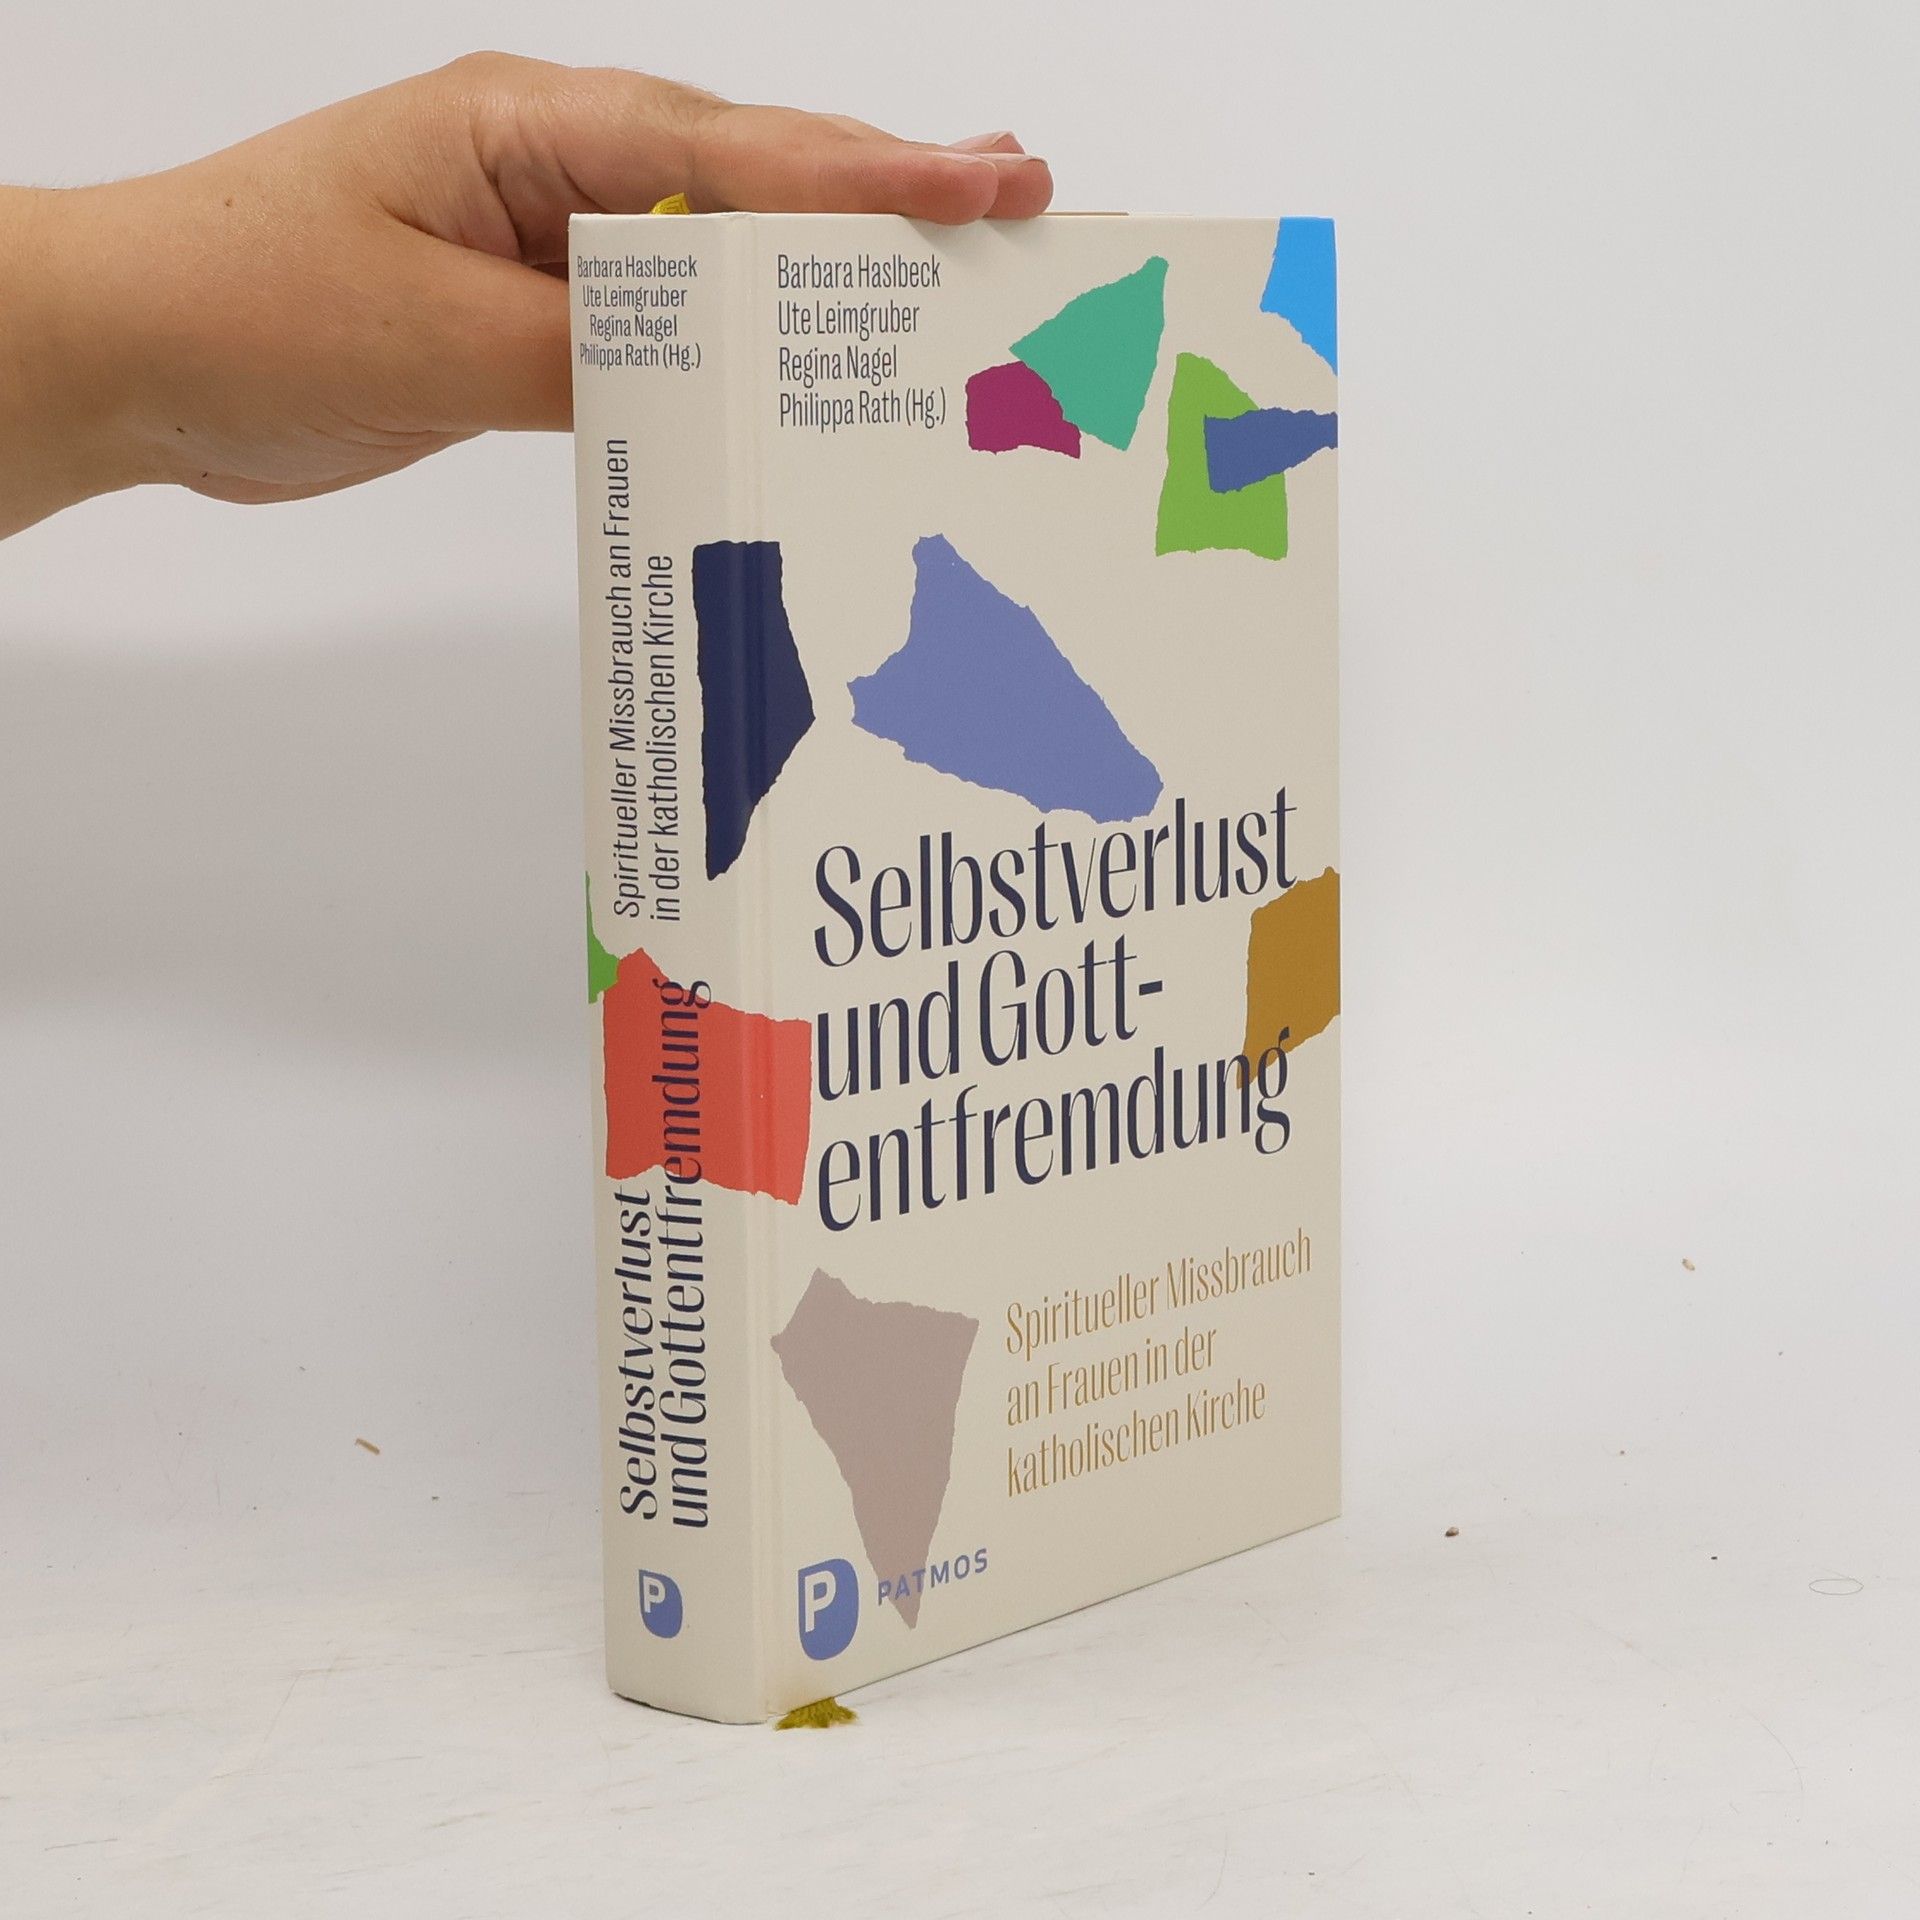 Barbara Haslbeck
Ute Leimgruber
Regina Nagel
Philippa Rath (Hg.)
Spiritueller Missbrauch an Frauen
in der katholischen Kirche
Selbstverlust
und Gottentfremdung
P
Barbara Haslbeck
Ute Leimgruber
Regina Nagel
Philippa Rath (Hg.)
Selbstverlust
und Gott-
entfremdung
Spiritueller Missbrauch
an Frauen in der
katholischen Kirche
P PATMOS